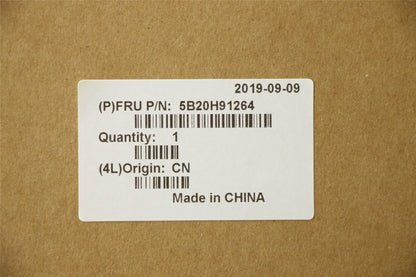 2019-09-09
(P)FRU P/N: 5B20H91264
Quantity: 1
(4L)Origin: CN
Made in CHINA